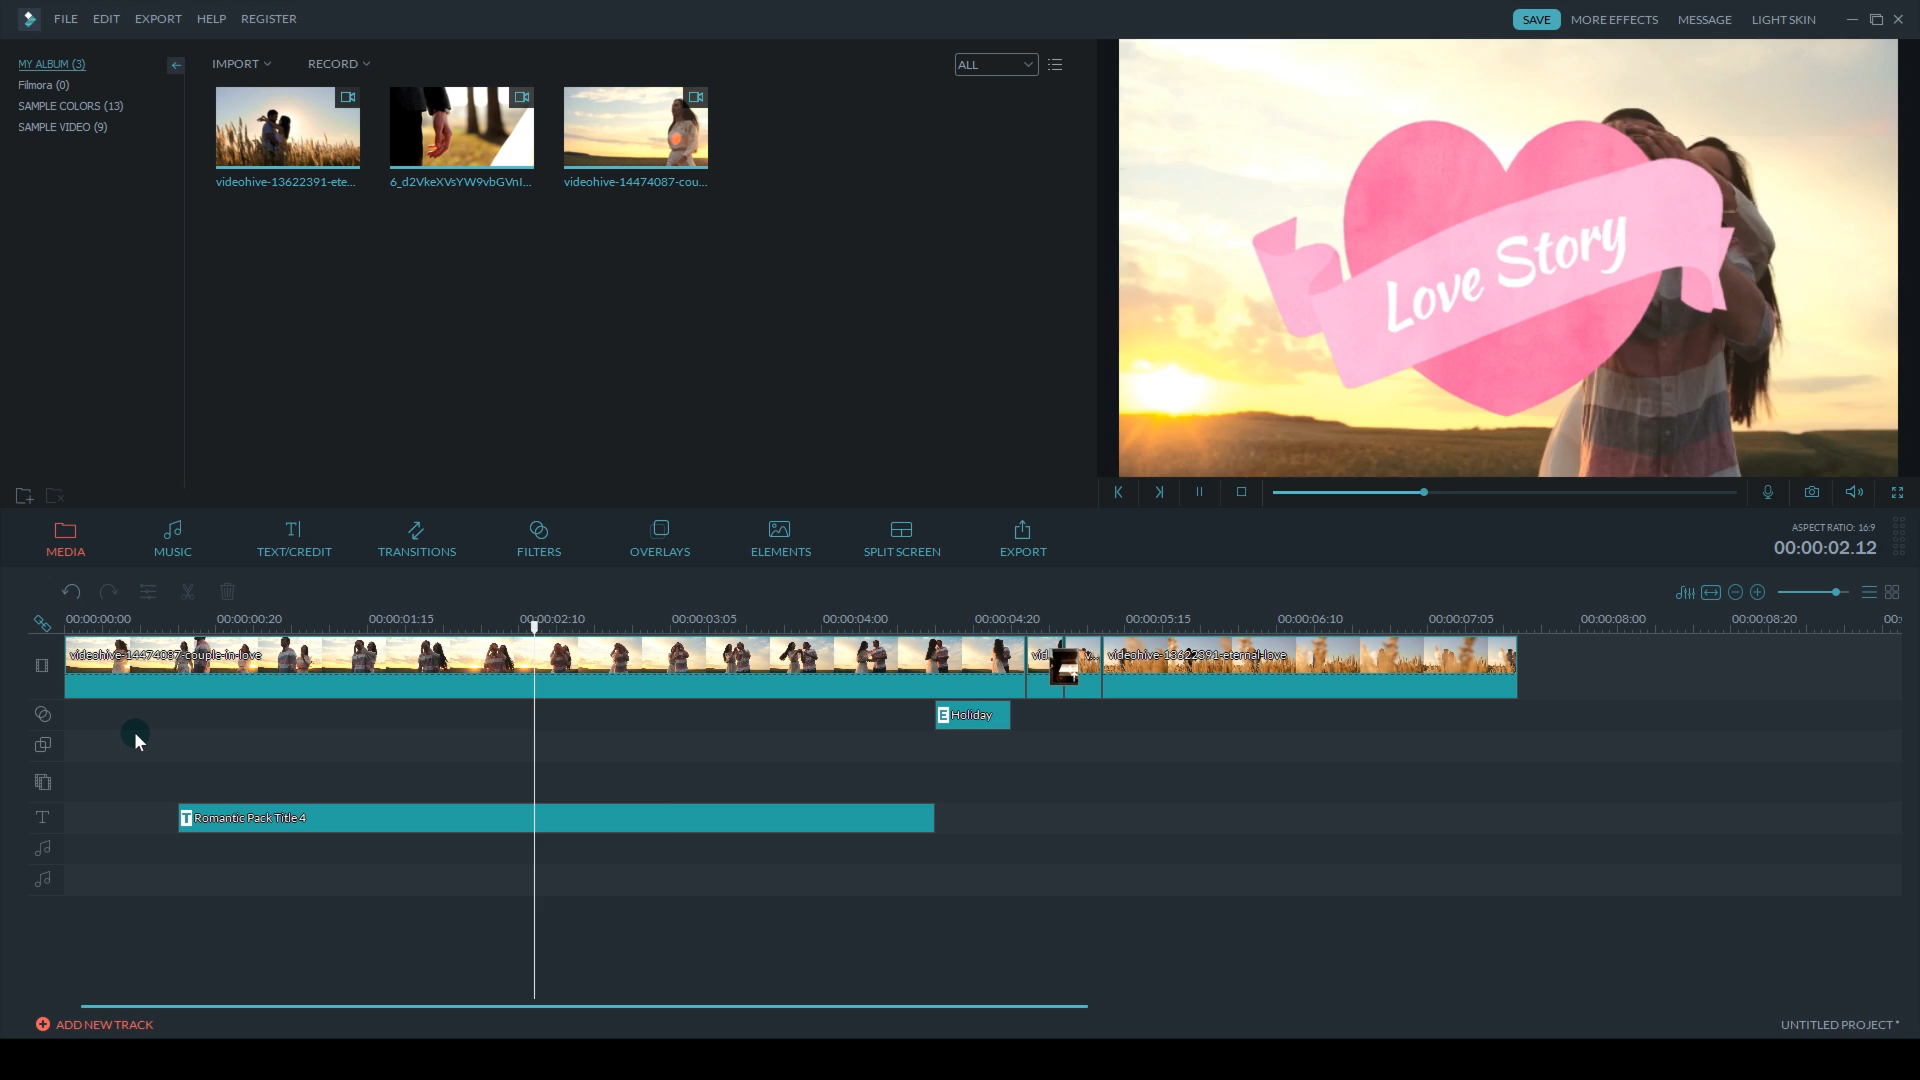 FILE EDIT EXPORT HELP REGISTER
SAVE MORE EFFECTS MESSAGE LIGHT SKIN
MY ALBUM (3)
Filmora (0)
SAMPLE COLORS (13)
SAMPLE VIDEO (9)
IMPORT RECORD ALL
videohive-13622391-ete... 6_d2VkeXVsYW9vbGVnI... videohive-14474087-cou...
Love Story
MEDIA MUSIC TEXT/CREDIT TRANSITIONS FILTERS OVERLAYS ELEMENTS SPLIT SCREEN EXPORT
ASPECT RATIO: 16:9
00:00:02.12
00:00:00:00 00:00:00:20 00:00:01:15 00:00:02:10 00:00:03:05 00:00:04:00 00:00:04:20 00:00:05:15 00:00:06:10 00:00:07:05 00:00:08:00 00:00:08:20 00:
videohive-14474087-couple-in-love vid... v... videohive-13622391-eternal-love
E Holiday
T Romantic Pack Title 4
ADD NEW TRACK
UNTITLED PROJECT *